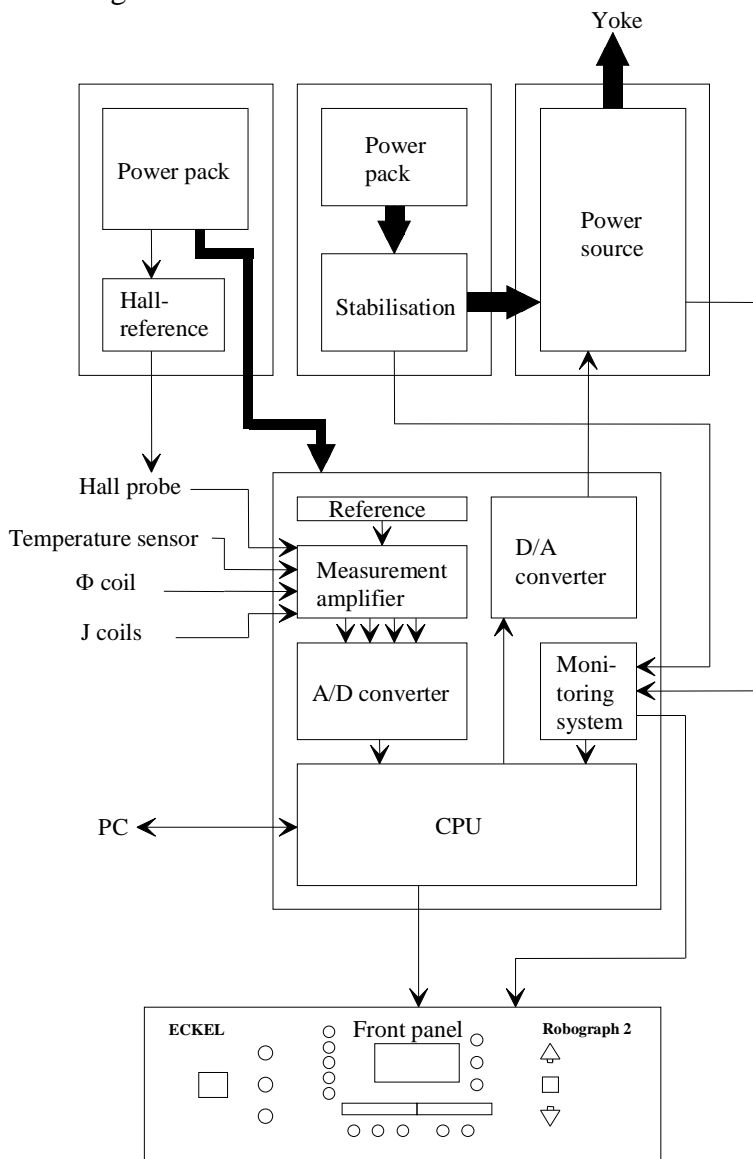 Yoke
Power pack
Power
pack
Power
source
Hall-
reference
Stabilisation
Hall probe
Temperature sensor
Φ coil
J coils
Reference
Measurement
amplifier
D/A
converter
A/D converter
Moni-
toring
system
PC
CPU
ECKEL
Front panel
Robograph 2